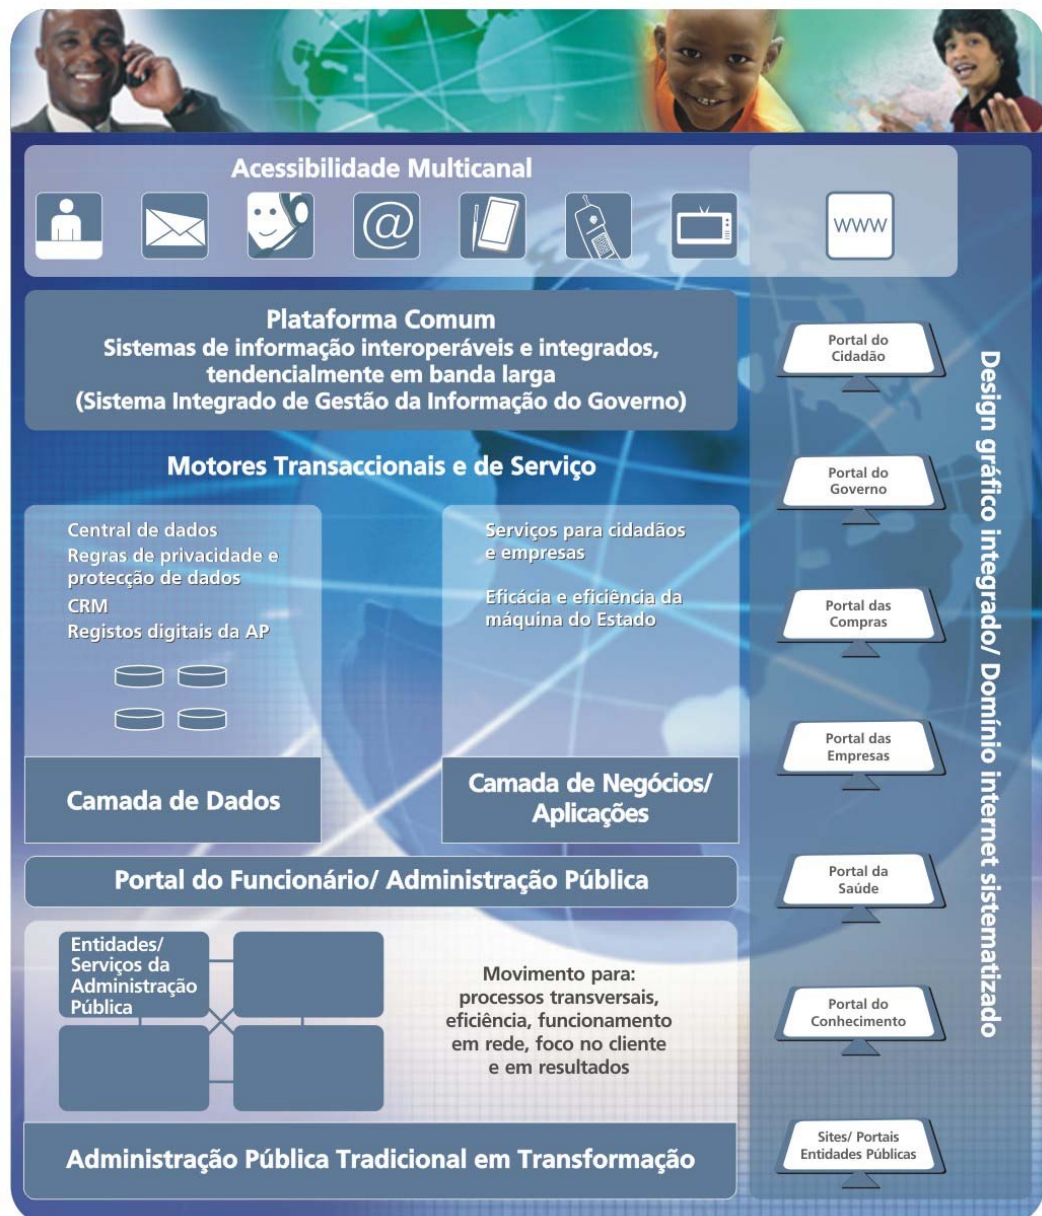 Acessibilidade Multicanal
@
WWW
Plataforma Comum
Sistemas de informação interoperáveis e integrados,
tendencialmente em banda larga
(Sistema Integrado de Gestão da Informação do Governo)
Motores Transaccionais e de Serviço
Central de dados
Regras de privacidade e
protecção de dados
CRM
Registos digitais da AP
Camada de Dados
Serviços para cidadãos
e empresas
Eficácia e eficiência da
máquina do Estado
Camada de Negócios/
Aplicações
Portal do Funcionário/ Administração Pública
Entidades/
Serviços da
Administração
Pública
Movimento para:
processos transversais,
eficiência, funcionamento
em rede, foco no cliente
e em resultados
Administração Pública Tradicional em Transformação
Portal do
Cidadão
Portal do
Governo
Portal das
Compras
Portal das
Empresas
Portal da
Saúde
Portal do
Conhecimento
Sites/ Portais
Entidades Públicas
Design gráfico integrado/ Domínio internet sistematizado